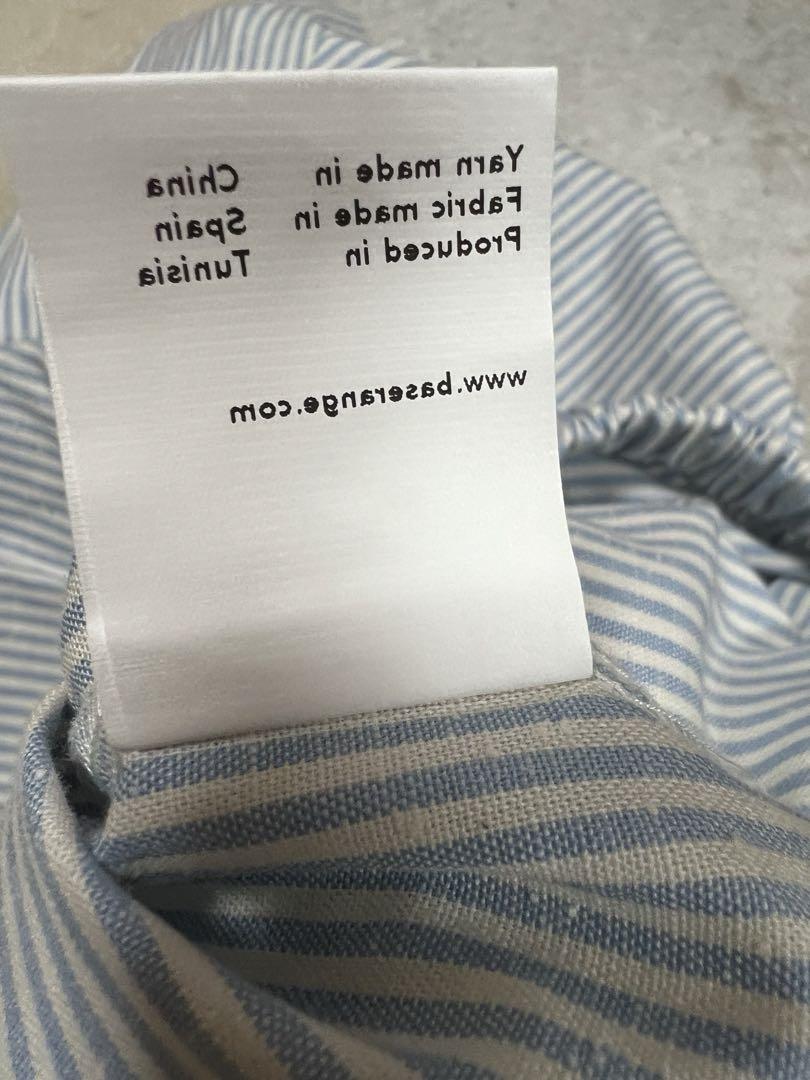 Yarn made in China
Fabric made in Spain
Produced in Tunisia
www.baserange.com